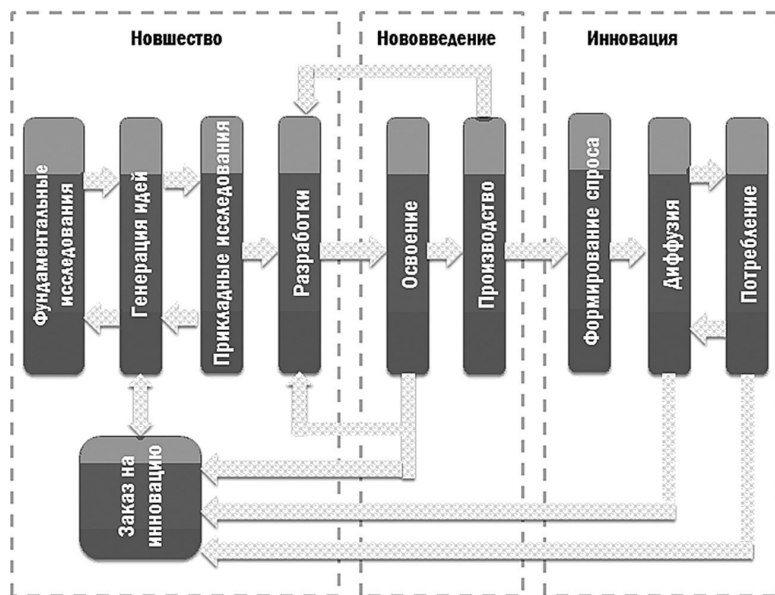 Новшество
Нововведение
Инновация
Фундаментальные
исследования
Генерация идей
Прикладные исследования
Разработки
Освоение
Производство
Формирование спроса
Диффузия
Потребление
Заказ на
инновацию